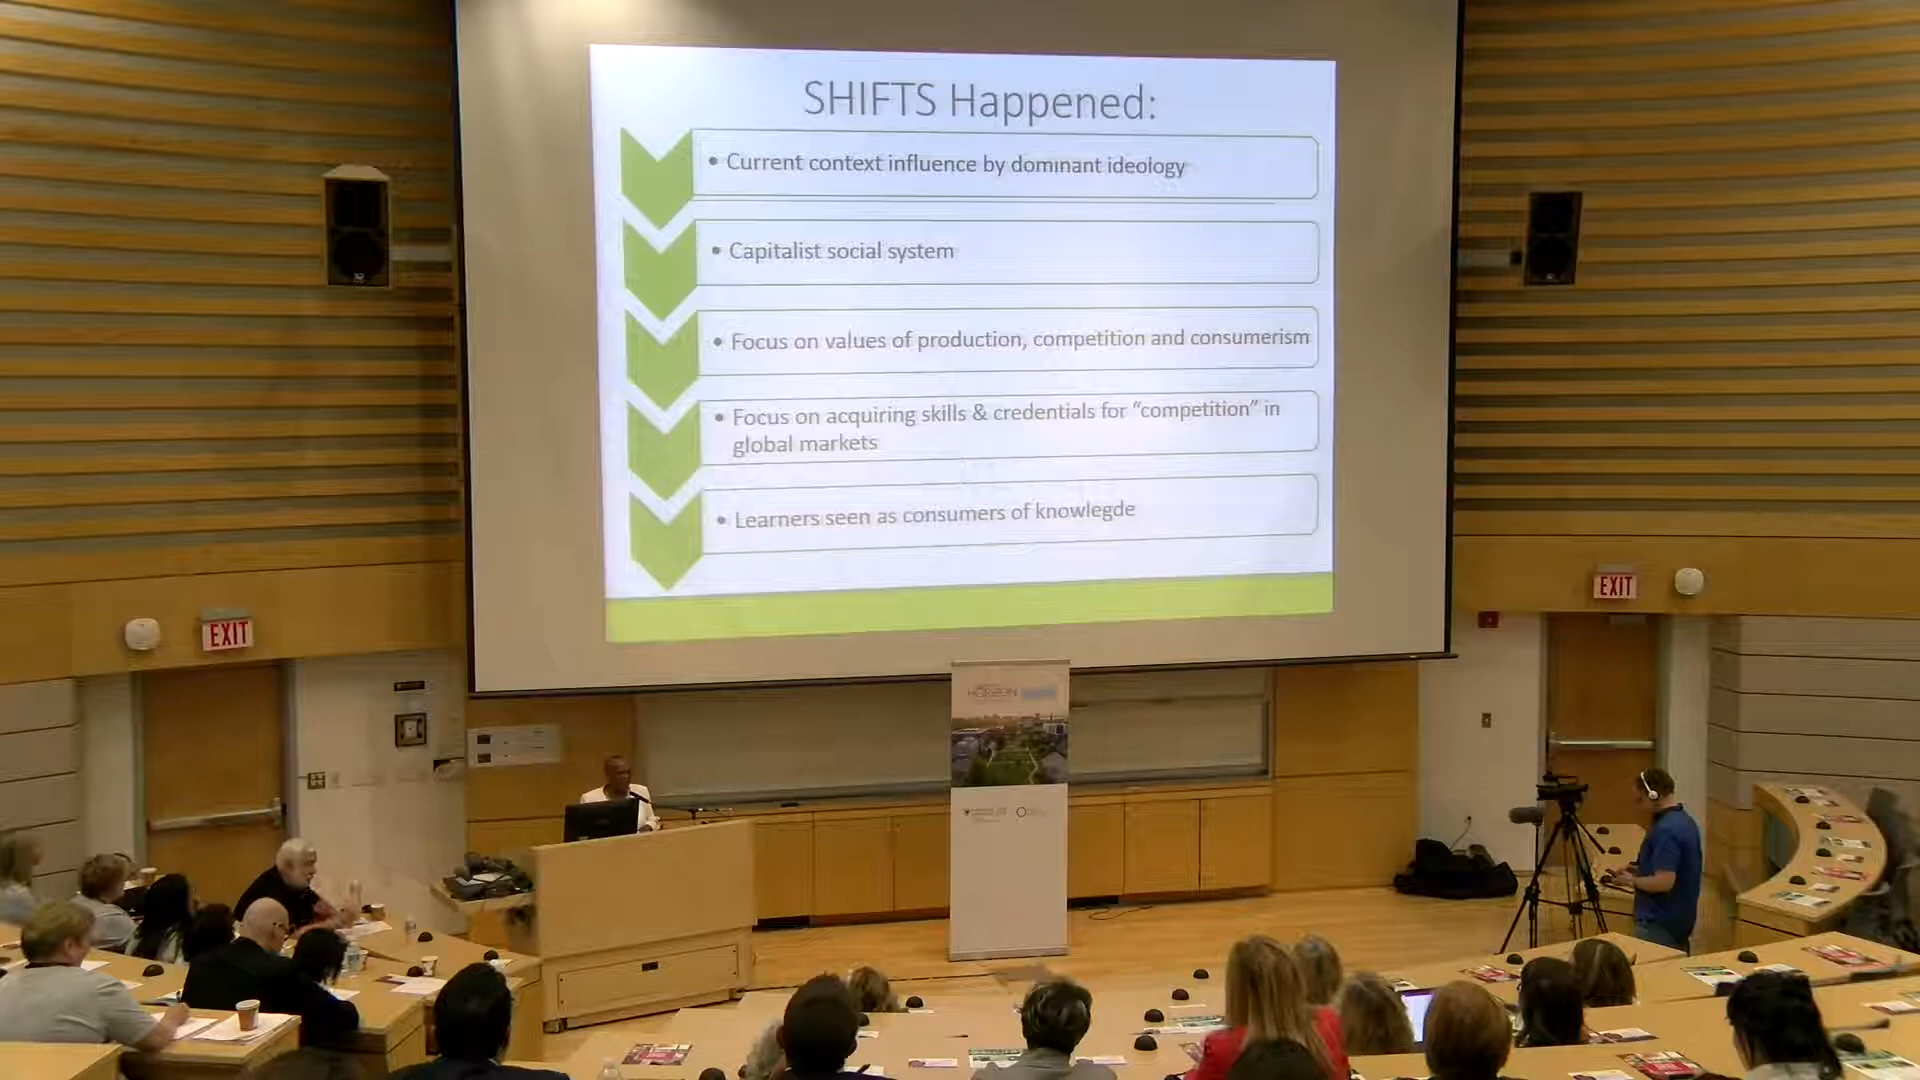 SHIFTS Happened:
• Current context influence by dominant ideology
• Capitalist social system
• Focus on values of production, competition and consumerism
• Focus on acquiring skills & credentials for “competition” in
global markets
• Learners seen as consumers of knowlegde
EXIT
EXIT
HORIZON